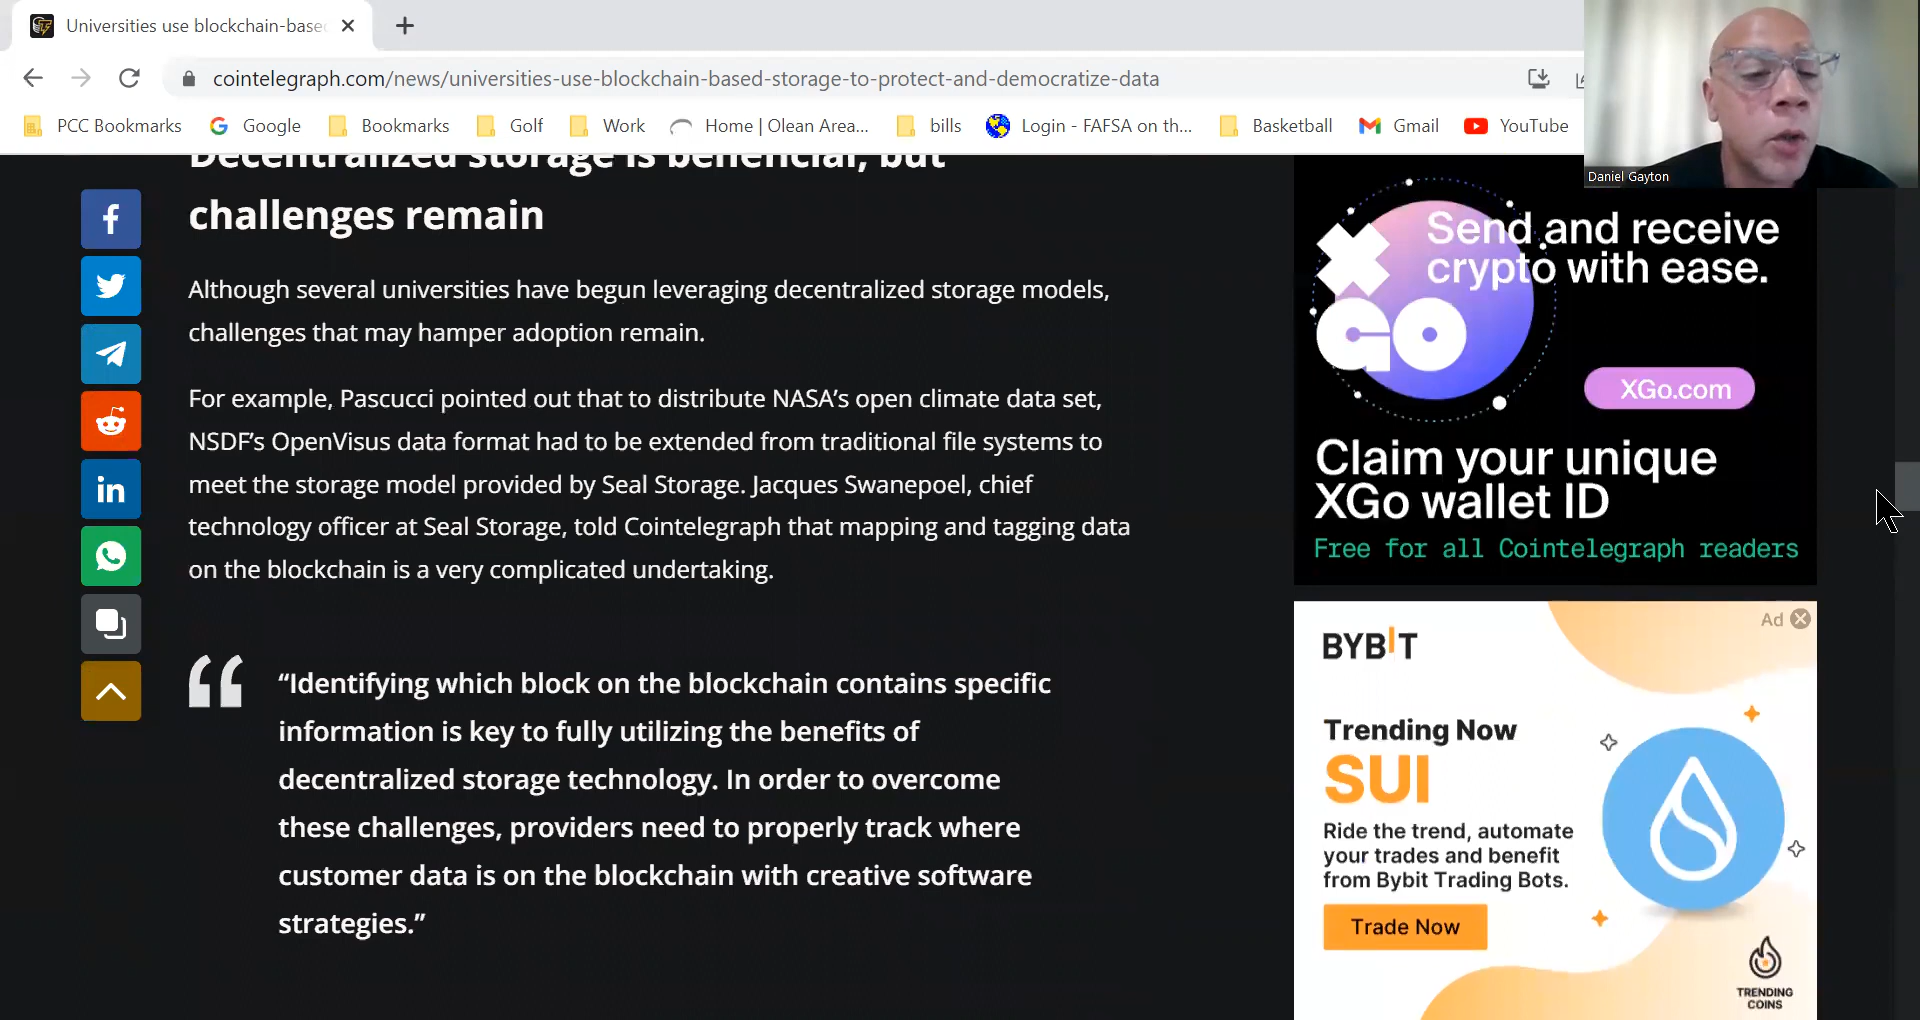 Universities use blockchain-base
cointelegraph.com/news/universities-use-blockchain-based-storage-to-protect-and-democratize-data
PCC Bookmarks
Google
Bookmarks
Golf
Work
Home | Olean Area...
bills
Login - FAFSA on th...
Basketball
Gmail
YouTube
Daniel Gayton
Decentralized storage is beneficial, but
challenges remain
Although several universities have begun leveraging decentralized storage models,
challenges that may hamper adoption remain.
For example, Pascucci pointed out that to distribute NASA’s open climate data set,
NSDF’s OpenVisus data format had to be extended from traditional file systems to
meet the storage model provided by Seal Storage. Jacques Swanepoel, chief
technology officer at Seal Storage, told Cointelegraph that mapping and tagging data
on the blockchain is a very complicated undertaking.
“Identifying which block on the blockchain contains specific
information is key to fully utilizing the benefits of
decentralized storage technology. In order to overcome
these challenges, providers need to properly track where
customer data is on the blockchain with creative software
strategies.”
X
GO
Send and receive
crypto with ease.
XGo.com
Claim your unique
XGo wallet ID
Free for all Cointelegraph readers
Ad
BYBIT
Trending Now
SUI
Ride the trend, automate
your trades and benefit
from Bybit Trading Bots.
Trade Now
TRENDING
COINS